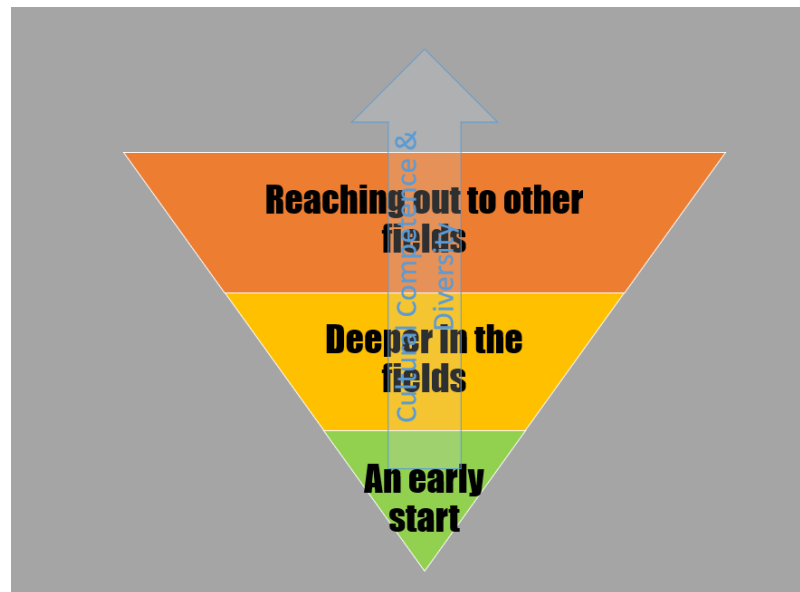 Reaching out to other
fields
Deeper in the
fields
An early
start
Cultural Competence &
Diversity